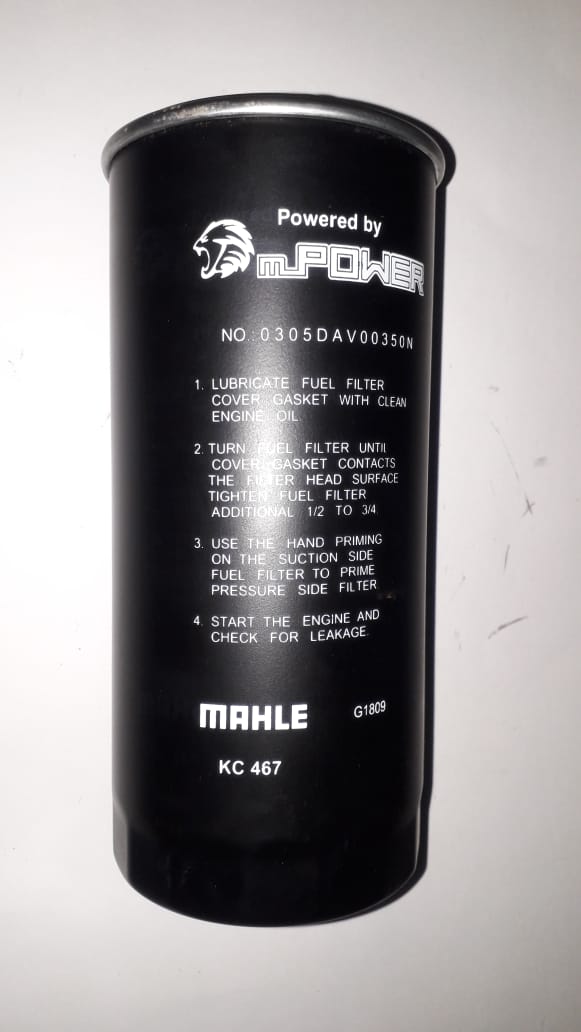 Powered by
mPOWER
NO.:0305DAV00350N
1. LUBRICATE FUEL FILTER
COVER GASKET WITH CLEAN
ENGINE OIL.
2. TURN FUEL FILTER UNTIL
COVER GASKET CONTACTS
THE FILTER HEAD SURFACE
TIGHTEN FUEL FILTER
ADDITIONAL 1/2 TO 3/4
3. USE THE HAND PRIMING
ON THE SUCTION SIDE
FUEL FILTER TO PRIME
PRESSURE SIDE FILTER.
4. START THE ENGINE AND
CHECK FOR LEAKAGE.
MAHLE G1809
KC 467